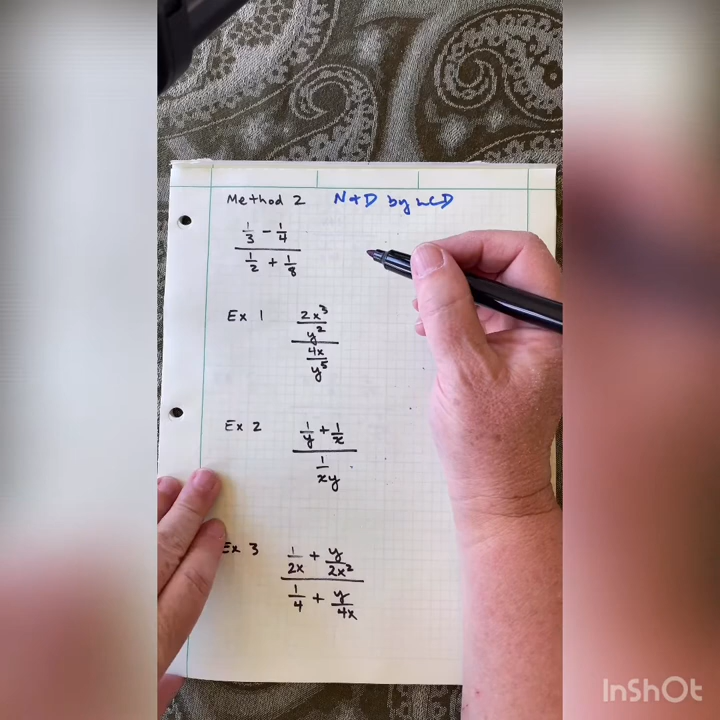 Method 2 N+D by LCD
1/3 - 1/4
1/2 + 1/8
Ex 1 2x³/y²
4x/y⁵
Ex 2 1/y + 1/x
1/xy
Ex 3 1/2x + y/2x²
1/4 + y/4x
InShOt